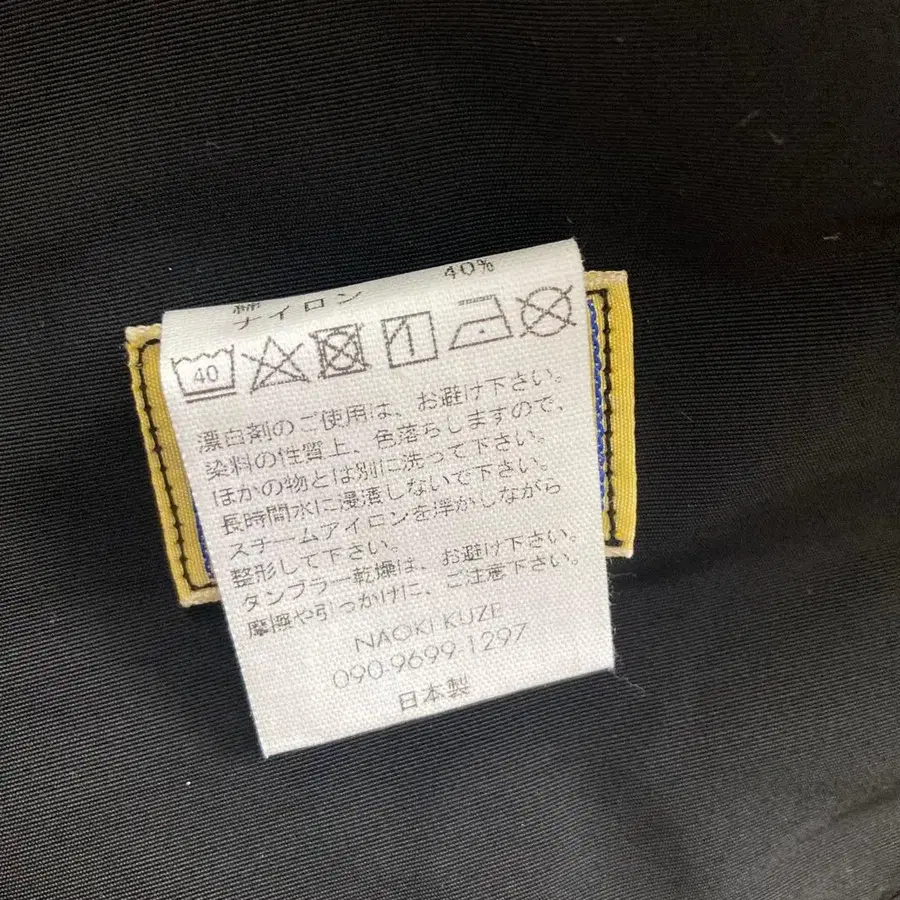 綿
ナイロン 40%
40
漂白剤のご使用は、お避け下さい。
染料の性質上、色落ちしますので、
ほかの物とは別に洗って下さい。
長時間水に浸漬しないで下さい。
スチームアイロンを浮かしながら
整形して下さい。
タンブラー乾燥は、お避け下さい。
摩擦や引っかけに、ご注意下さい。
NAOKI KUZE
090-9699-1297
日本製